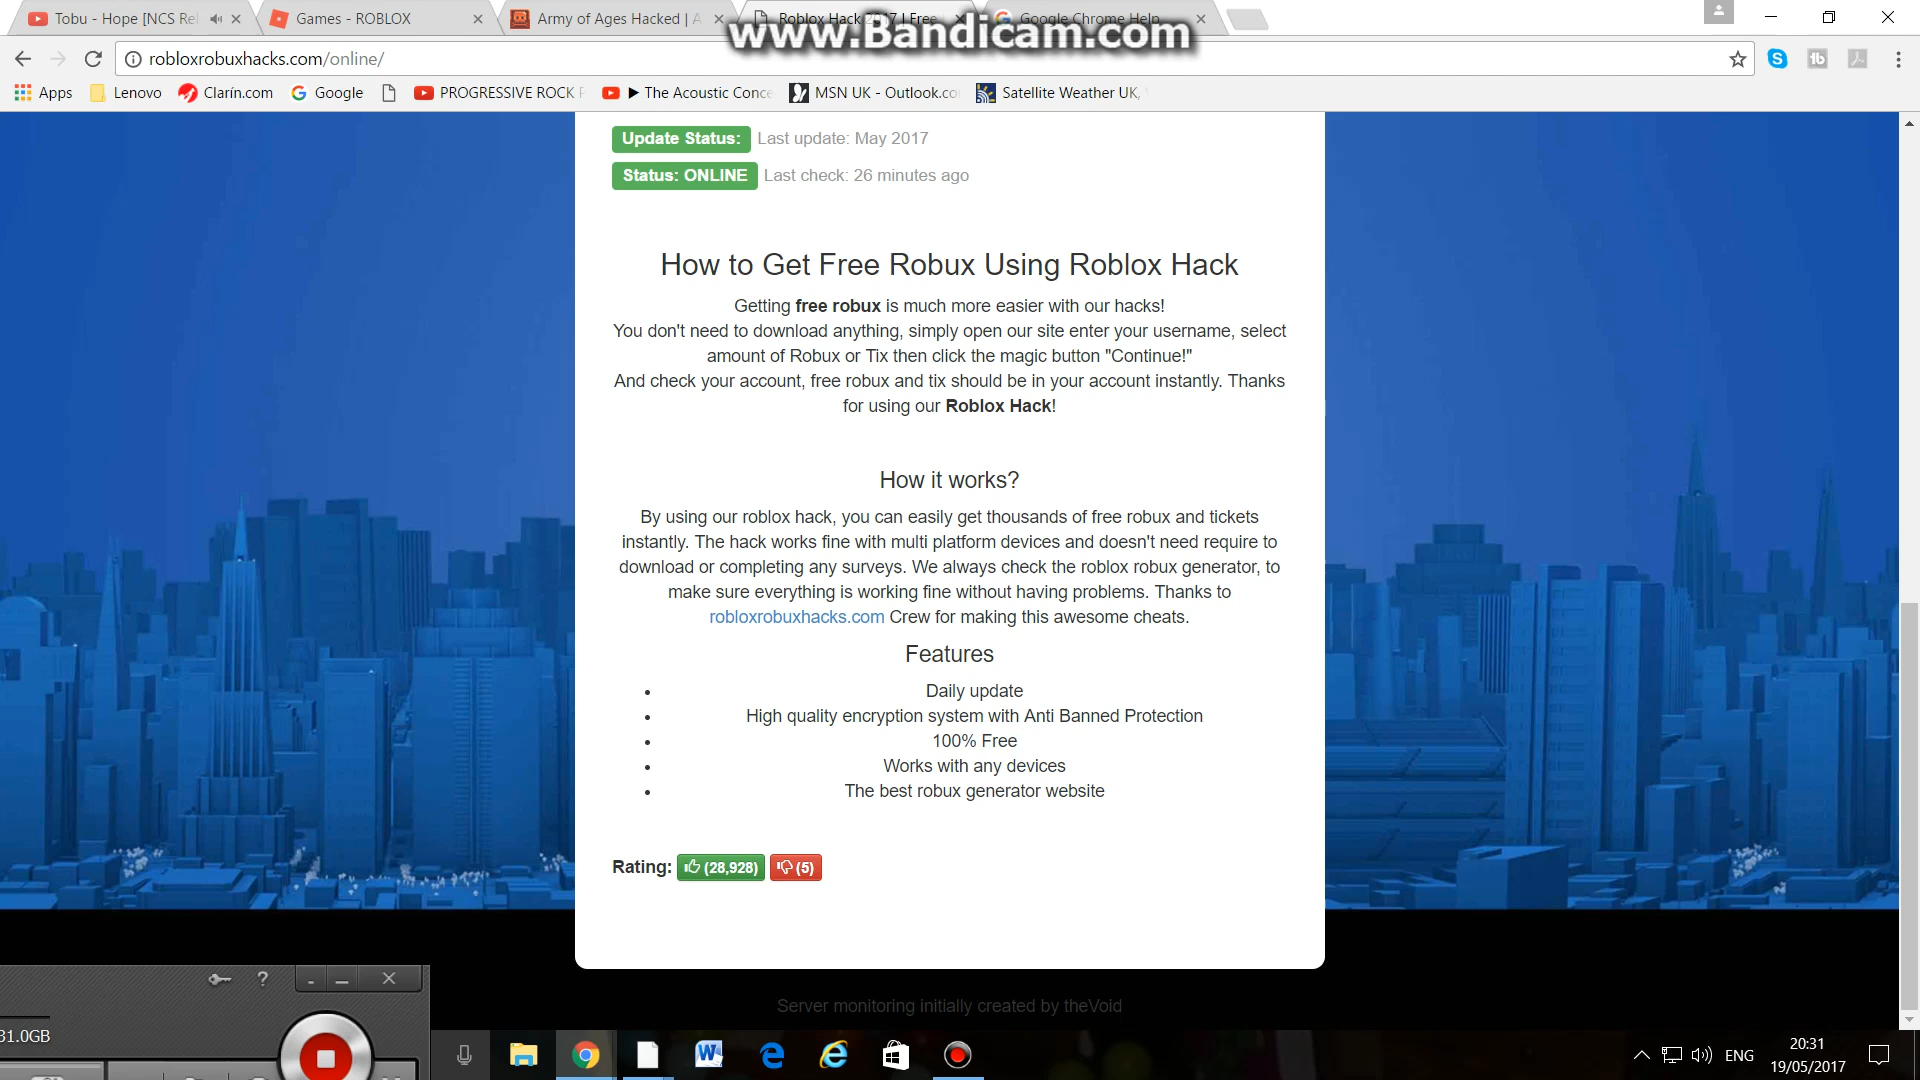 Tobu - Hope [NCS Rel
Games - ROBLOX
Army of Ages Hacked | A
Roblox Hack 2017 | Free
Google Chrome Help
www.Bandicam.com
robloxrobuxhacks.com/online/
Apps
Lenovo
Clarín.com
Google
PROGRESSIVE ROCK
The Acoustic Conce
MSN UK - Outlook.co
Satellite Weather UK,
Update Status: Last update: May 2017
Status: ONLINE Last check: 26 minutes ago
How to Get Free Robux Using Roblox Hack
Getting free robux is much more easier with our hacks!
You don't need to download anything, simply open our site enter your username, select
amount of Robux or Tix then click the magic button "Continue!"
And check your account, free robux and tix should be in your account instantly. Thanks
for using our Roblox Hack!
How it works?
By using our roblox hack, you can easily get thousands of free robux and tickets
instantly. The hack works fine with multi platform devices and doesn't need require to
download or completing any surveys. We always check the roblox robux generator, to
make sure everything is working fine without having problems. Thanks to
robloxrobuxhacks.com Crew for making this awesome cheats.
Features
Daily update
High quality encryption system with Anti Banned Protection
100% Free
Works with any devices
The best robux generator website
Rating: (28,928) (5)
Server monitoring initially created by theVoid
31.0GB
ENG
20:31
19/05/2017